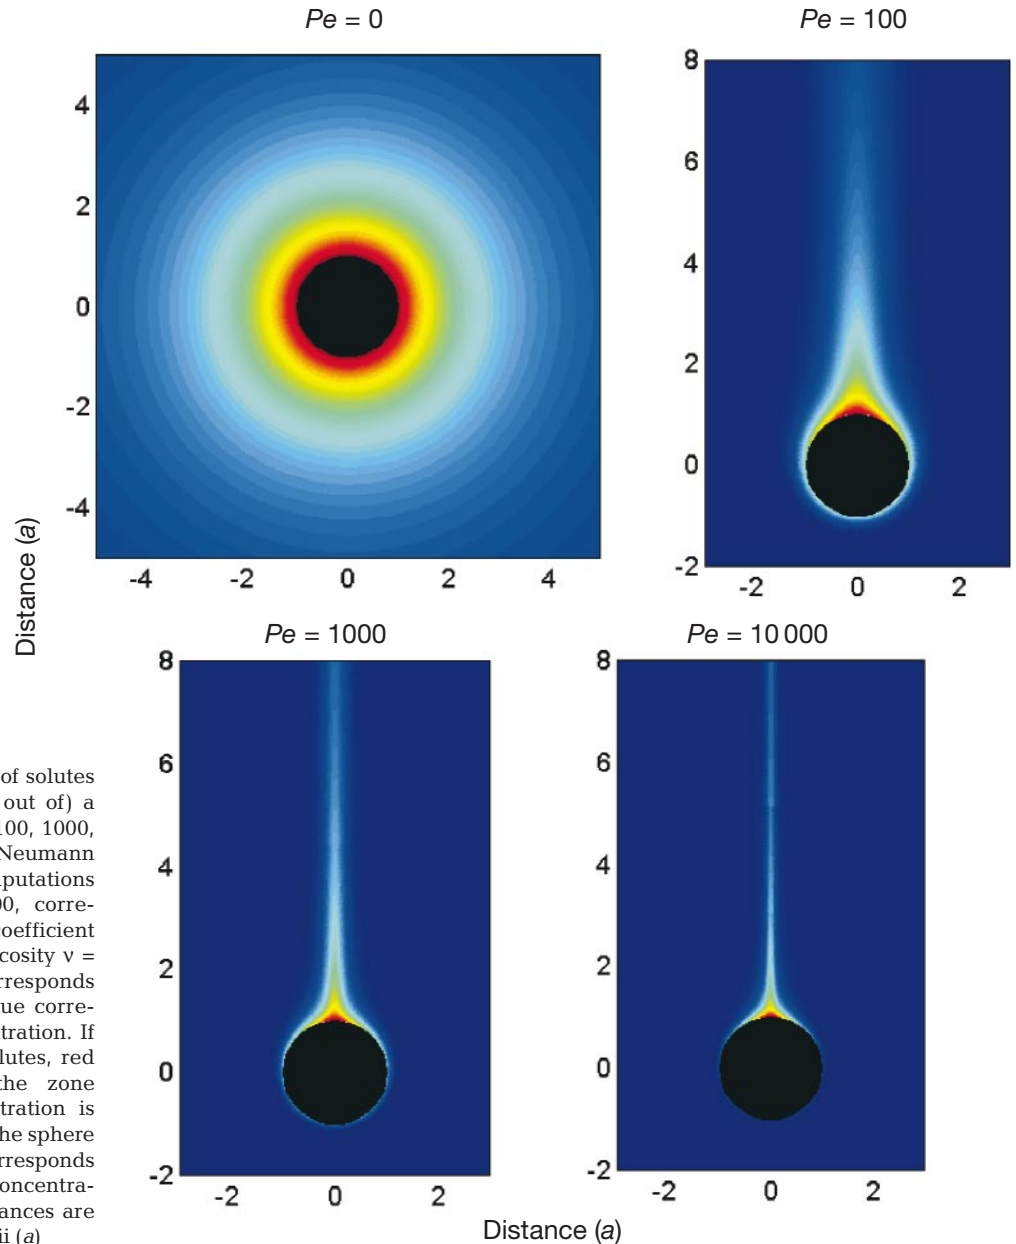 Pe = 0
Pe = 100
4
2
0
-2
-4
-4
-2
0
2
4
8
6
4
2
0
-2
-2
0
2
Distance (a)
Pe = 1000
Pe = 10 000
8
6
4
2
0
-2
-2
0
2
8
6
4
2
0
-2
-2
0
2
Distance (a)
of solutes
out of) a
100, 1000,
Neumann
putations
00, corre-
coefficient
cosity ν =
rresponds
ue corre-
tration. If
lutes, red
the zone
tration is
he sphere
rresponds
oncentra-
tances are
ii (a)